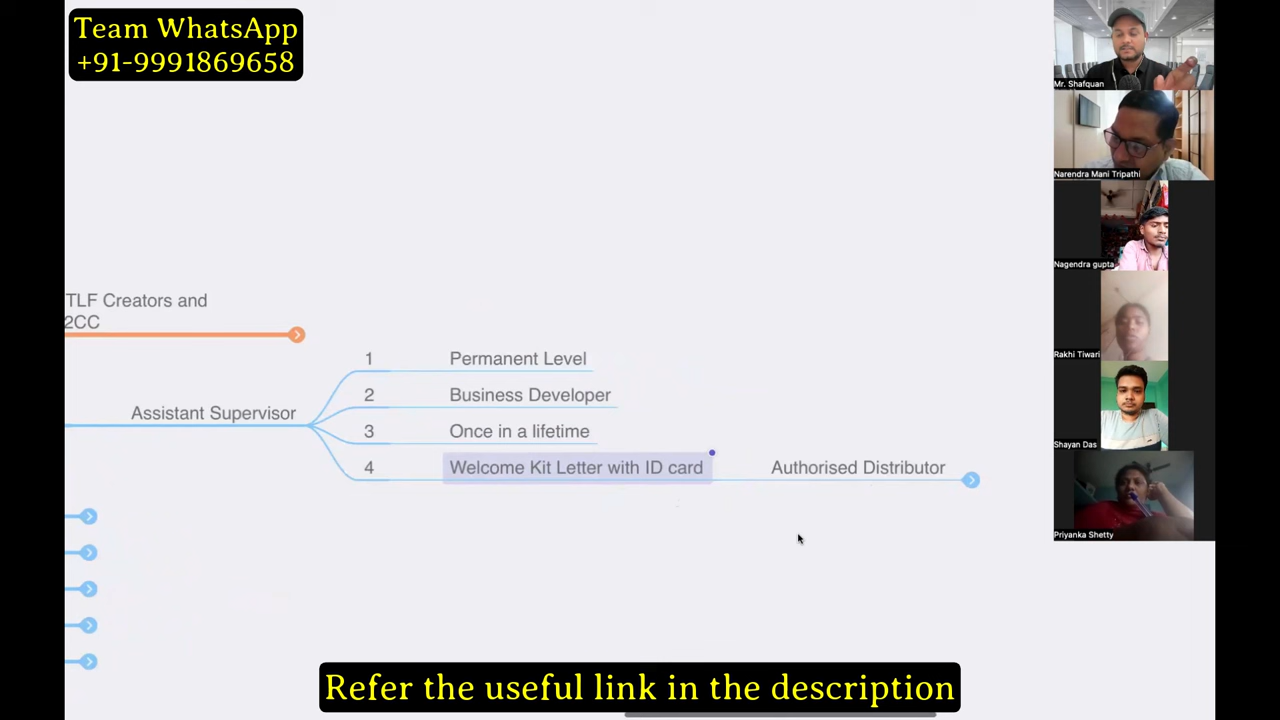 Team WhatsApp
+91-9991869658
Mr. Shafquan
Narendra Mani Tripathi
Nagendra gupta
Rakhi Tiwari
Shayan Das
Priyanka Shetty
TLF Creators and
2CC
Assistant Supervisor
1 Permanent Level
2 Business Developer
3 Once in a lifetime
4 Welcome Kit Letter with ID card Authorised Distributor
Refer the useful link in the description